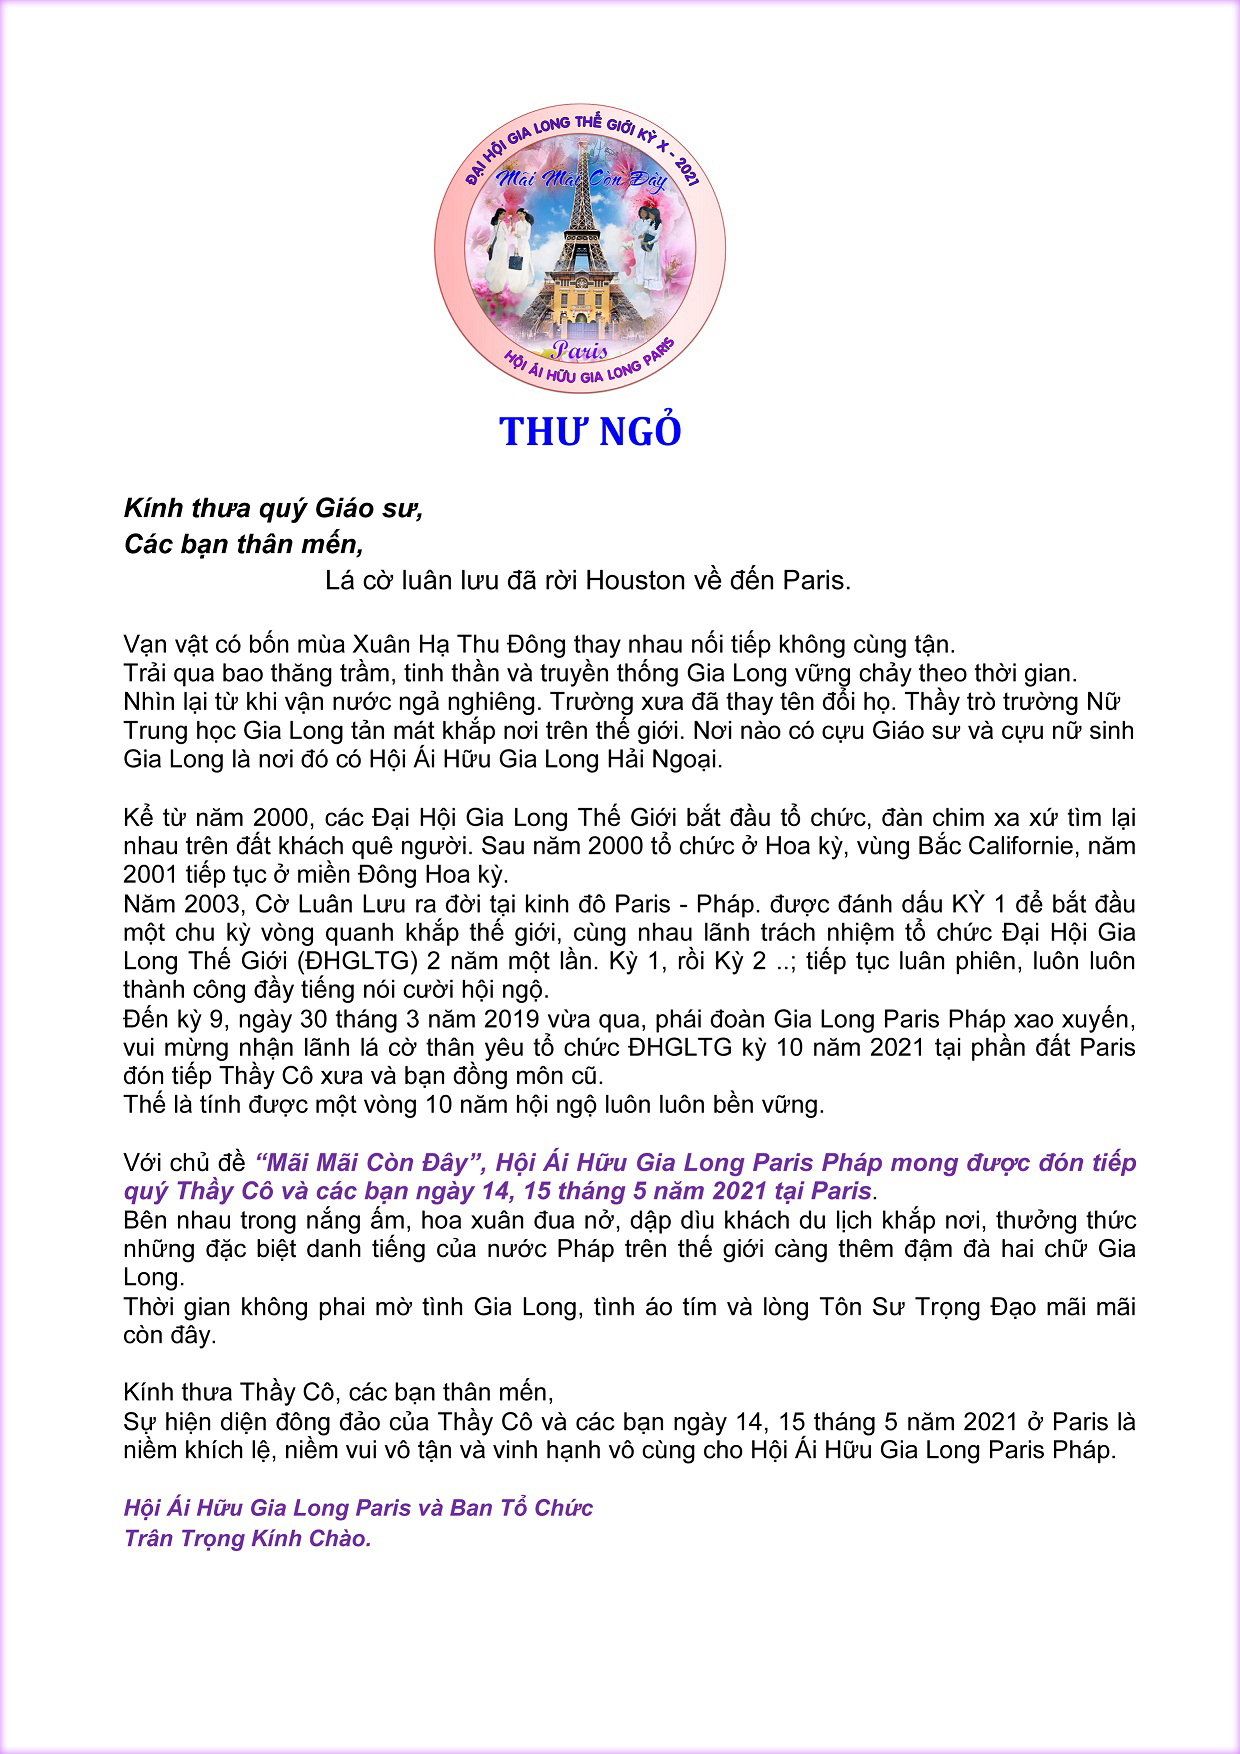 ĐẠI HỘI GIA LONG THẾ GIỚI KỲ X - 2021
Mãi Mãi Còn Đây
Paris
HỘI ÁI HỮU GIA LONG PARIS
THƯ NGỎ
Kính thưa quý Giáo sư,
Các bạn thân mến,
Lá cờ luân lưu đã rời Houston về đến Paris.
Vạn vật có bốn mùa Xuân Hạ Thu Đông thay nhau nối tiếp không cùng tận.
Trải qua bao thăng trầm, tinh thần và truyền thống Gia Long vững chảy theo thời gian.
Nhìn lại từ khi vận nước ngả nghiêng. Trường xưa đã thay tên đổi họ. Thầy trò trường Nữ
Trung học Gia Long tản mát khắp nơi trên thế giới. Nơi nào có cựu Giáo sư và cựu nữ sinh
Gia Long là nơi đó có Hội Ái Hữu Gia Long Hải Ngoại.
Kể từ năm 2000, các Đại Hội Gia Long Thế Giới bắt đầu tổ chức, đàn chim xa xứ tìm lại
nhau trên đất khách quê người. Sau năm 2000 tổ chức ở Hoa kỳ, vùng Bắc Californie, năm
2001 tiếp tục ở miền Đông Hoa kỳ.
Năm 2003, Cờ Luân Lưu ra đời tại kinh đô Paris - Pháp. được đánh dấu KỲ 1 để bắt đầu
một chu kỳ vòng quanh khắp thế giới, cùng nhau lãnh trách nhiệm tổ chức Đại Hội Gia
Long Thế Giới (ĐHGLTG) 2 năm một lần. Kỳ 1, rồi Kỳ 2 ..; tiếp tục luân phiên, luôn luôn
thành công đầy tiếng nói cười hội ngộ.
Đến kỳ 9, ngày 30 tháng 3 năm 2019 vừa qua, phái đoàn Gia Long Paris Pháp xao xuyến,
vui mừng nhận lãnh lá cờ thân yêu tổ chức ĐHGLTG kỳ 10 năm 2021 tại phần đất Paris
đón tiếp Thầy Cô xưa và bạn đồng môn cũ.
Thế là tính được một vòng 10 năm hội ngộ luôn luôn bền vững.
Với chủ đề “Mãi Mãi Còn Đây”, Hội Ái Hữu Gia Long Paris Pháp mong được đón tiếp
quý Thầy Cô và các bạn ngày 14, 15 tháng 5 năm 2021 tại Paris.
Bên nhau trong nắng ấm, hoa xuân đua nở, dập dìu khách du lịch khắp nơi, thưởng thức
những đặc biệt danh tiếng của nước Pháp trên thế giới càng thêm đậm đà hai chữ Gia
Long.
Thời gian không phai mờ tình Gia Long, tình áo tím và lòng Tôn Sư Trọng Đạo mãi mãi
còn đây.
Kính thưa Thầy Cô, các bạn thân mến,
Sự hiện diện đông đảo của Thầy Cô và các bạn ngày 14, 15 tháng 5 năm 2021 ở Paris là
niềm khích lệ, niềm vui vô tận và vinh hạnh vô cùng cho Hội Ái Hữu Gia Long Paris Pháp.
Hội Ái Hữu Gia Long Paris và Ban Tổ Chức
Trân Trọng Kính Chào.